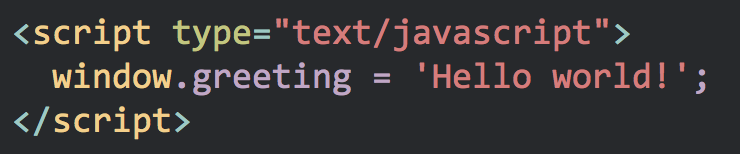 <script type="text/javascript">
  window.greeting = 'Hello world!';
</script>